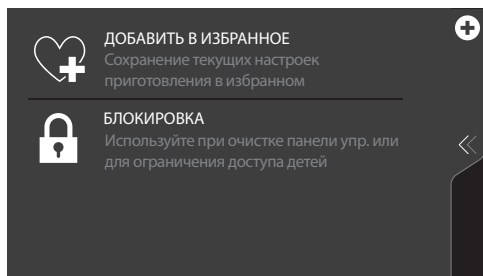 ДОБАВИТЬ В ИЗБРАННОЕ
Сохранение текущих настроек
приготовления в избранном
БЛОКИРОВКА
Используйте при очистке панели упр. или
для ограничения доступа детей